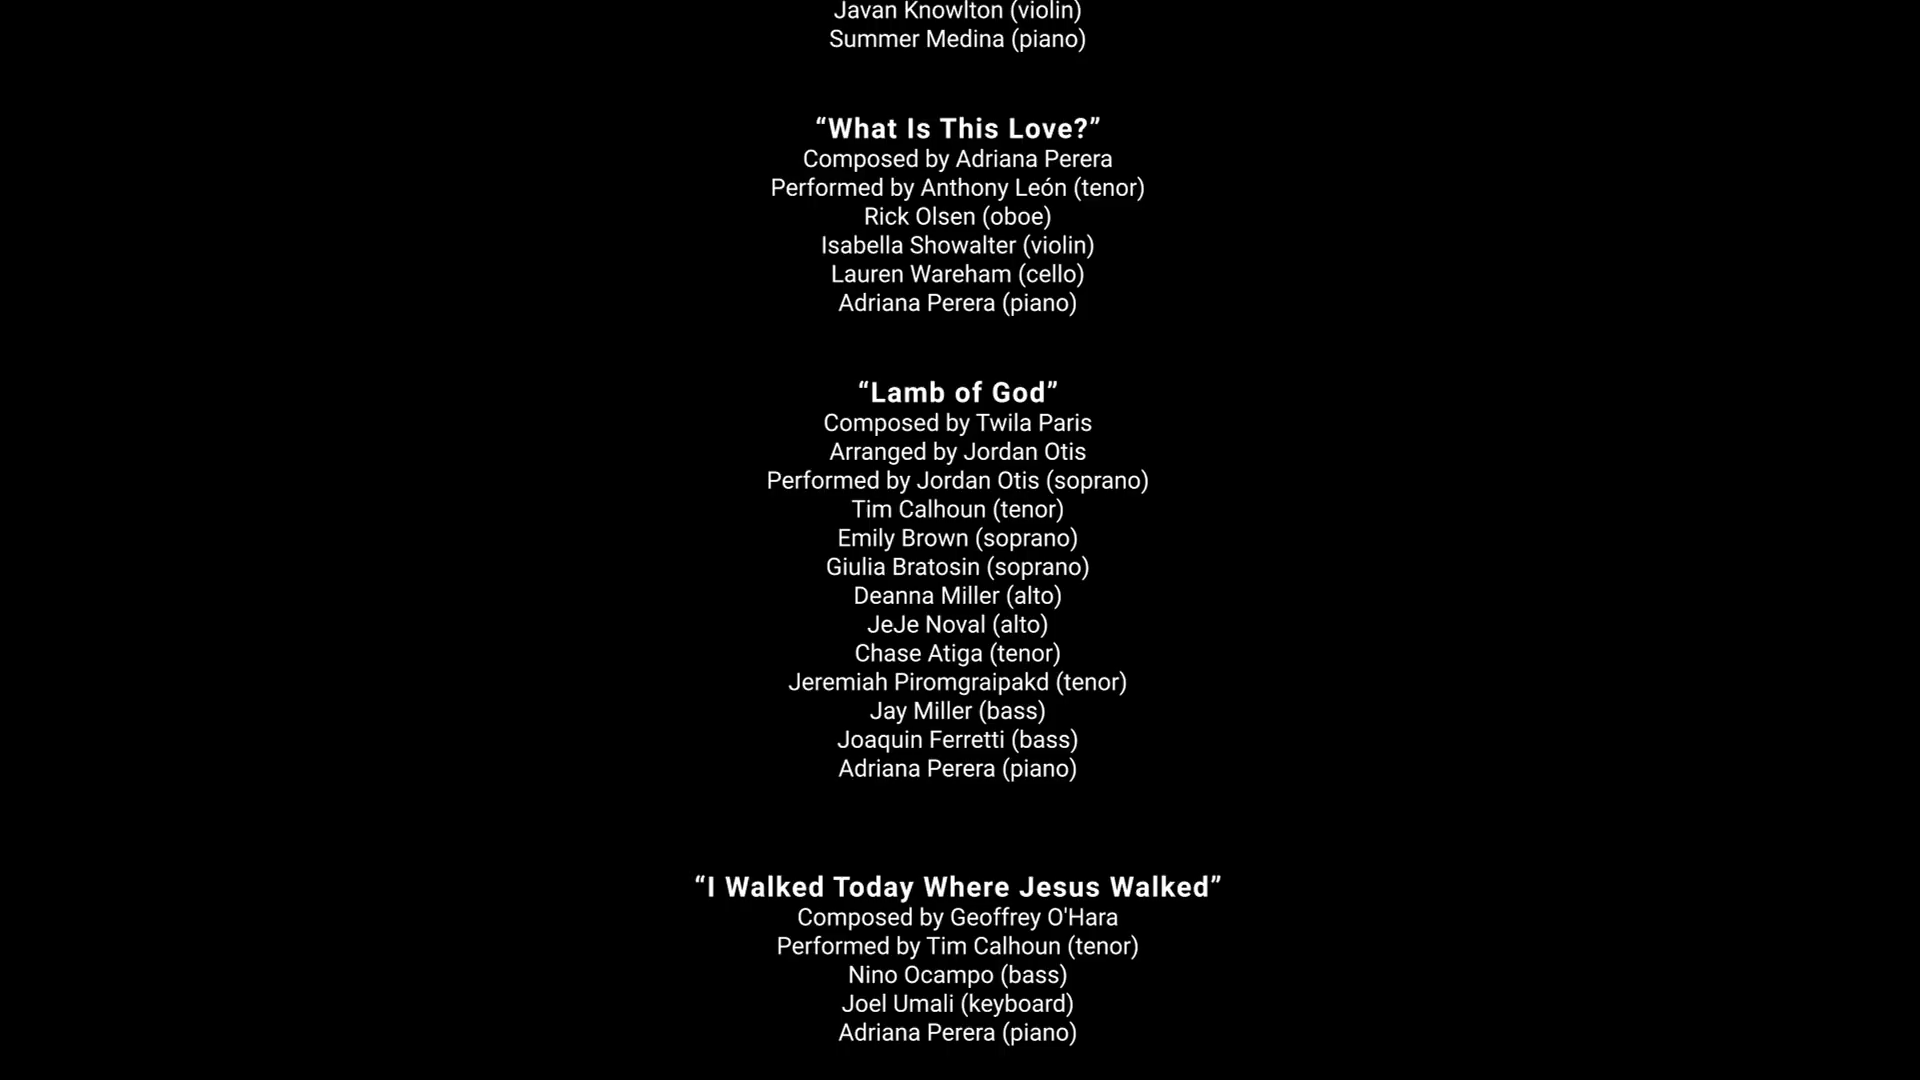 Javan Knowlton (violin)
Summer Medina (piano)
“What Is This Love?”
Composed by Adriana Perera
Performed by Anthony León (tenor)
Rick Olsen (oboe)
Isabella Showalter (violin)
Lauren Wareham (cello)
Adriana Perera (piano)
“Lamb of God”
Composed by Twila Paris
Arranged by Jordan Otis
Performed by Jordan Otis (soprano)
Tim Calhoun (tenor)
Emily Brown (soprano)
Giulia Bratosin (soprano)
Deanna Miller (alto)
JeJe Noval (alto)
Chase Atiga (tenor)
Jeremiah Piromgraipakd (tenor)
Jay Miller (bass)
Joaquin Ferretti (bass)
Adriana Perera (piano)
“I Walked Today Where Jesus Walked”
Composed by Geoffrey O'Hara
Performed by Tim Calhoun (tenor)
Nino Ocampo (bass)
Joel Umali (keyboard)
Adriana Perera (piano)